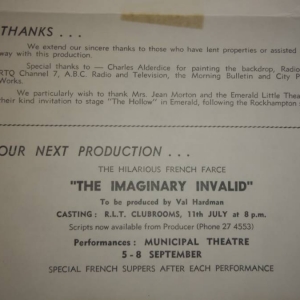 THANKS . . .
We extend our sincere thanks to those who have lent properties or assisted
way with this production.
Special thanks to — Charles Alderdice for painting the backdrop, Radio
RTQ Channel 7, A.B.C. Radio and Television, the Morning Bulletin and City P
Works.
We particularly wish to thank Mrs. Jean Morton and the Emerald Little Thea
their kind invitation to stage "The Hollow" in Emerald, following the Rockhampton s
OUR NEXT PRODUCTION . . .
THE HILARIOUS FRENCH FARCE
"THE IMAGINARY INVALID"
To be produced by Val Hardman
CASTING : R.L.T. CLUBROOMS, 11th JULY at 8 p.m.
Scripts now available from Producer (Phone 27 4553)
Performances : MUNICIPAL THEATRE
5 - 8 SEPTEMBER
SPECIAL FRENCH SUPPERS AFTER EACH PERFORMANCE